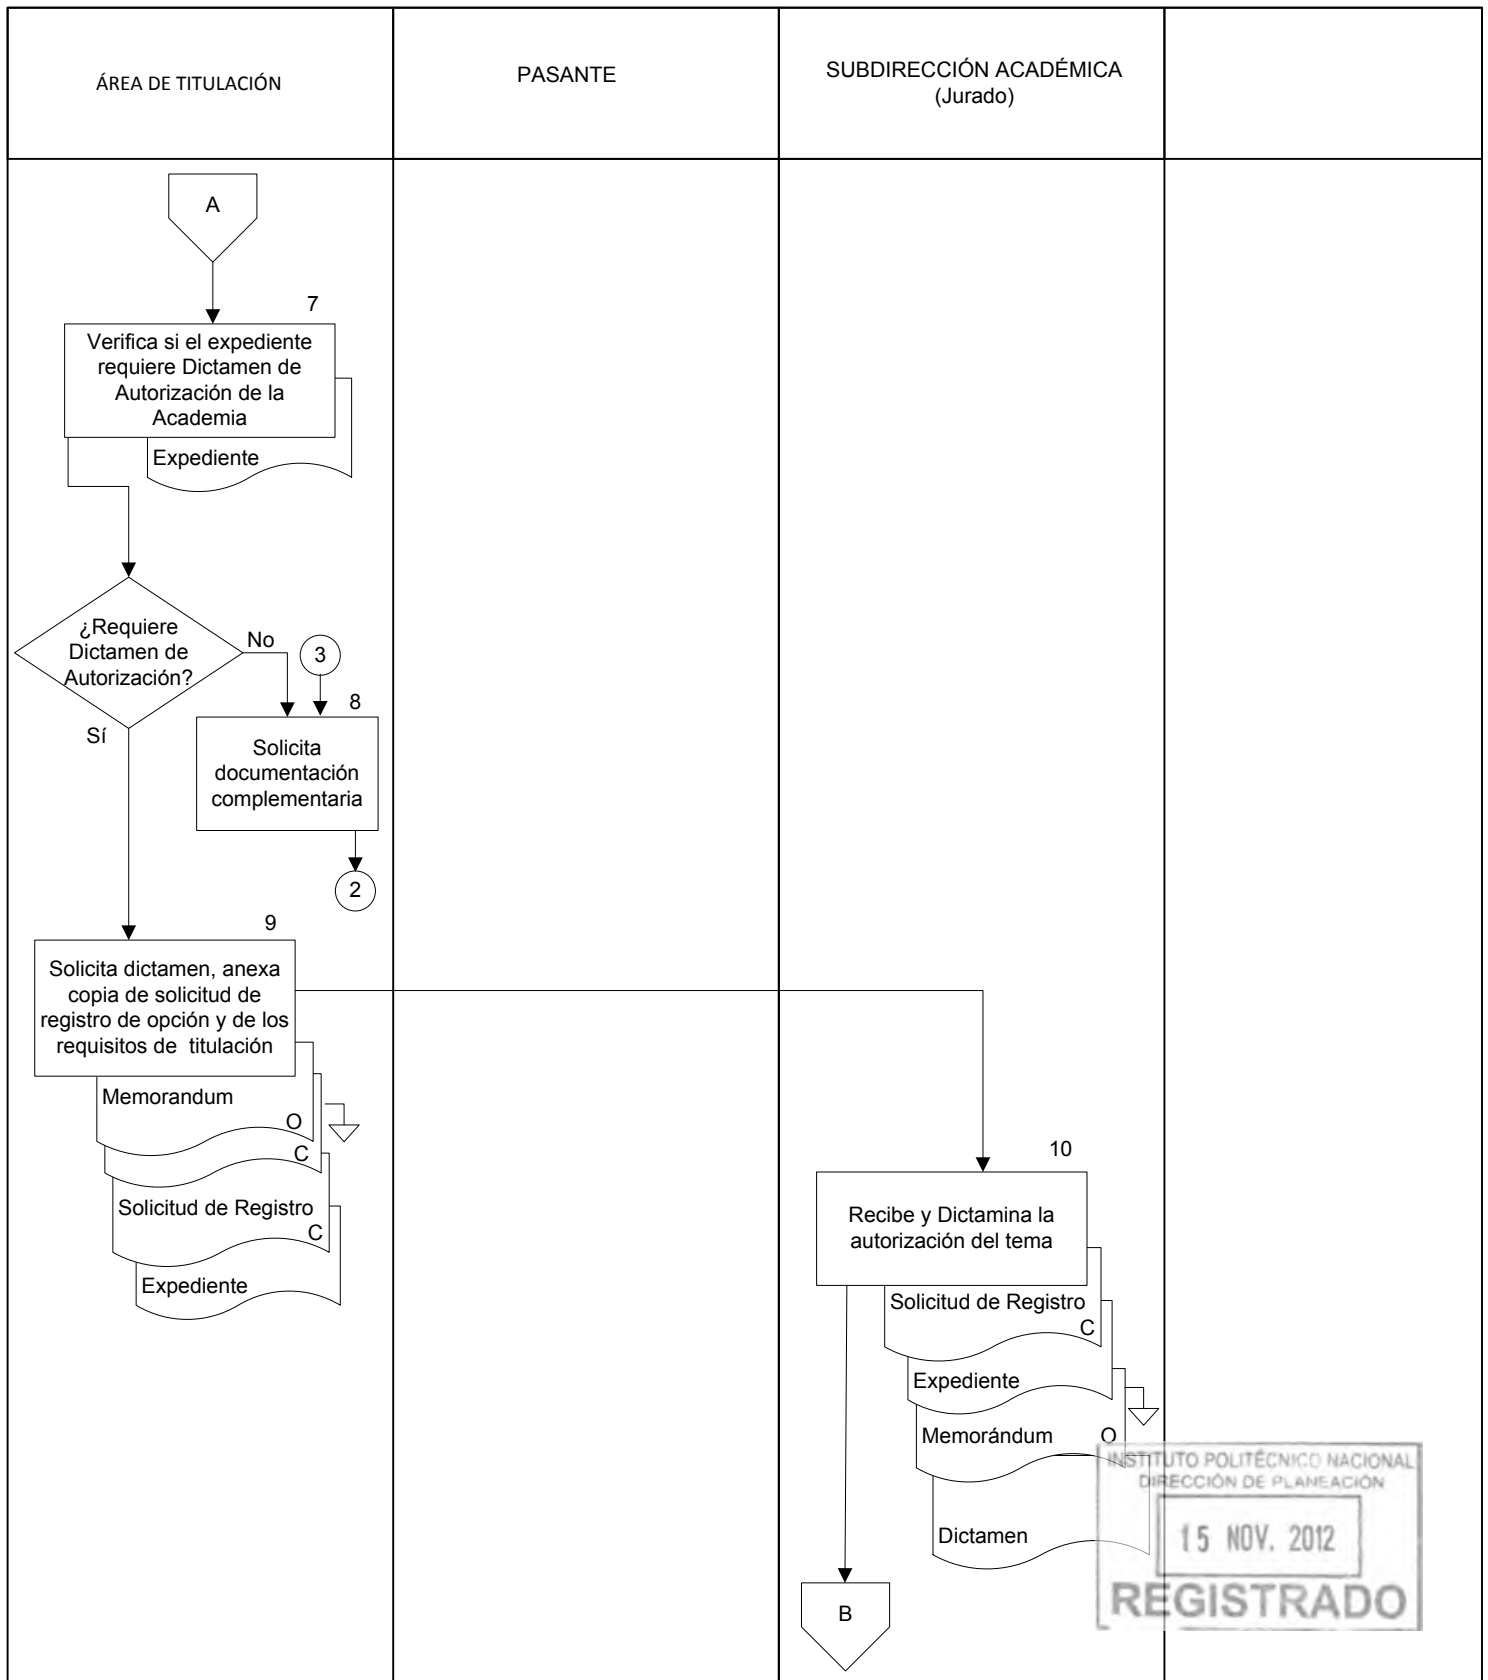 ÁREA DE TITULACIÓN
PASANTE
SUBDIRECCIÓN ACADÉMICA
(Jurado)
A
7
Verifica si el expediente
requiere Dictamen de
Autorización de la
Academia
Expediente
¿Requiere
Dictamen de
Autorización?
No
3
8
Sí
Solicita
documentación
complementaria
2
9
Solicita dictamen, anexa
copia de solicitud de
registro de opción y de los
requisitos de titulación
Memorandum
O
C
Solicitud de Registro
C
Expediente
10
Recibe y Dictamina la
autorización del tema
Solicitud de Registro
C
Expediente
Memorándum
O
Dictamen
B
INSTITUTO POLITÉCNICO NACIONAL
DIRECCIÓN DE PLANEACIÓN
15 NOV. 2012
REGISTRADO